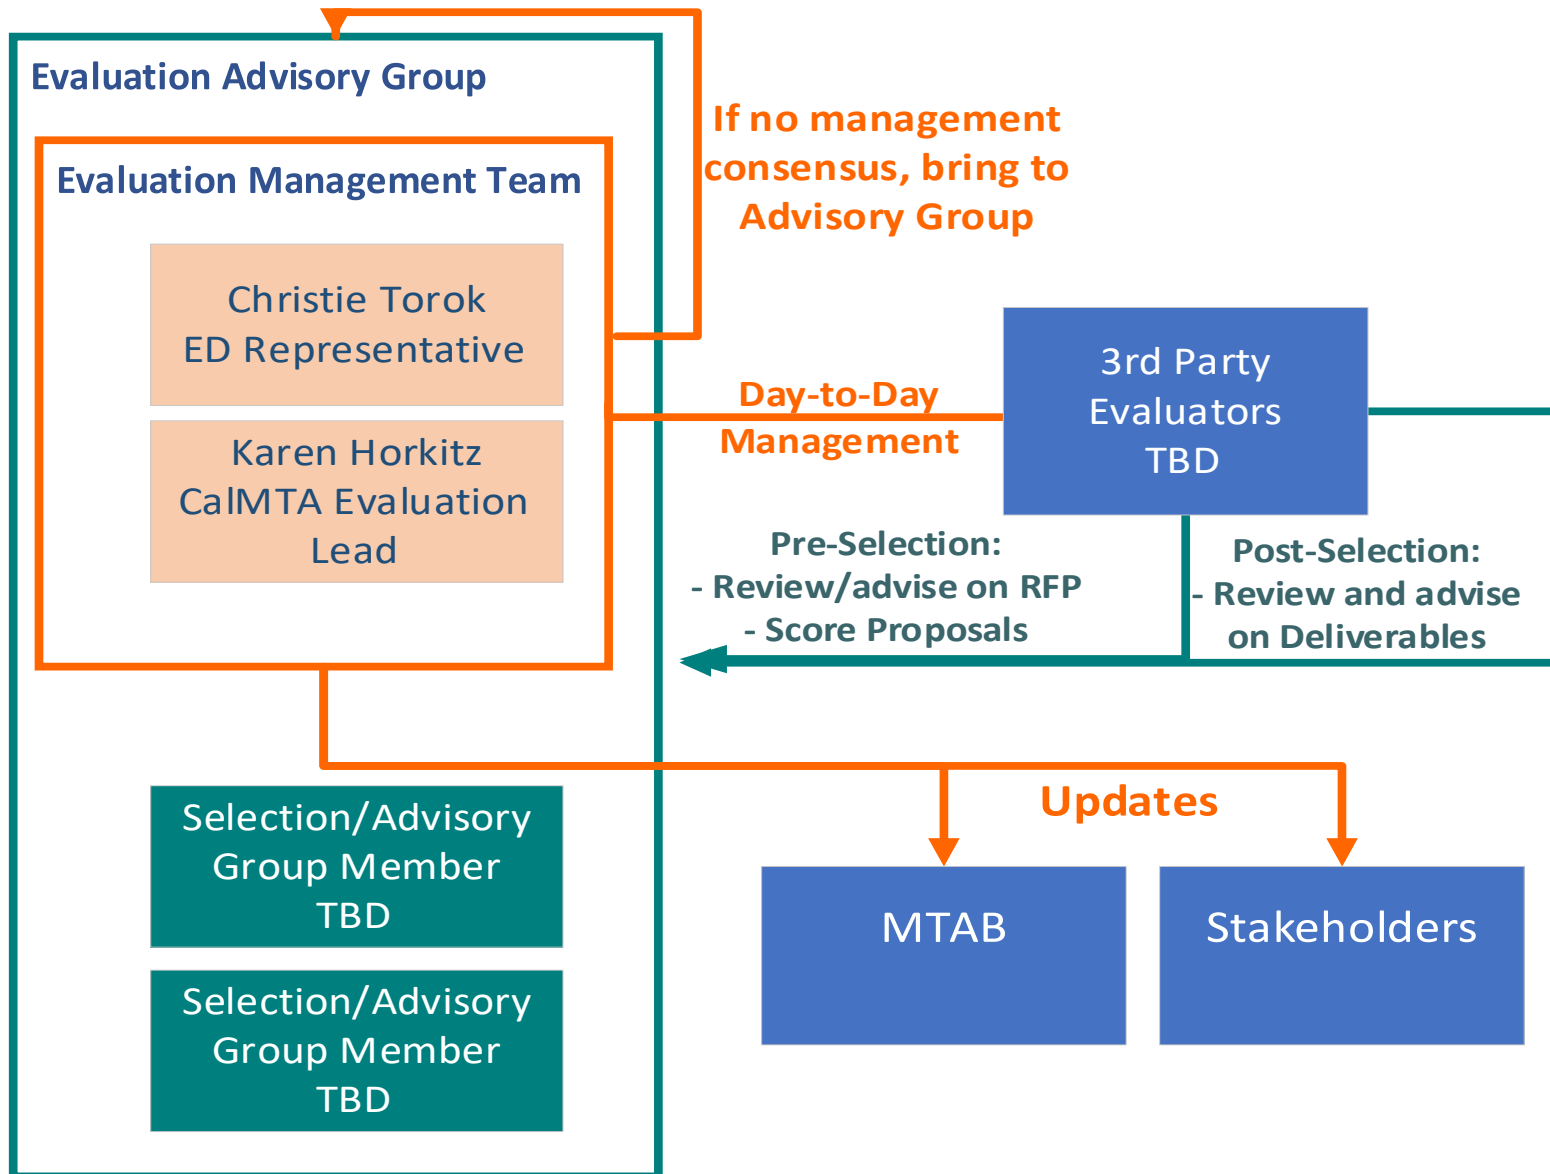 Evaluation Advisory Group
Evaluation Management Team
Christie Torok
ED Representative
Karen Horkitz
CalMTA Evaluation
Lead
Selection/Advisory
Group Member
TBD
Selection/Advisory
Group Member
TBD
If no management
consensus, bring to
Advisory Group
Day-to-Day
Management
3rd Party
Evaluators
TBD
Pre-Selection:
- Review/advise on RFP
- Score Proposals
Post-Selection:
- Review and advise
on Deliverables
Updates
MTAB
Stakeholders